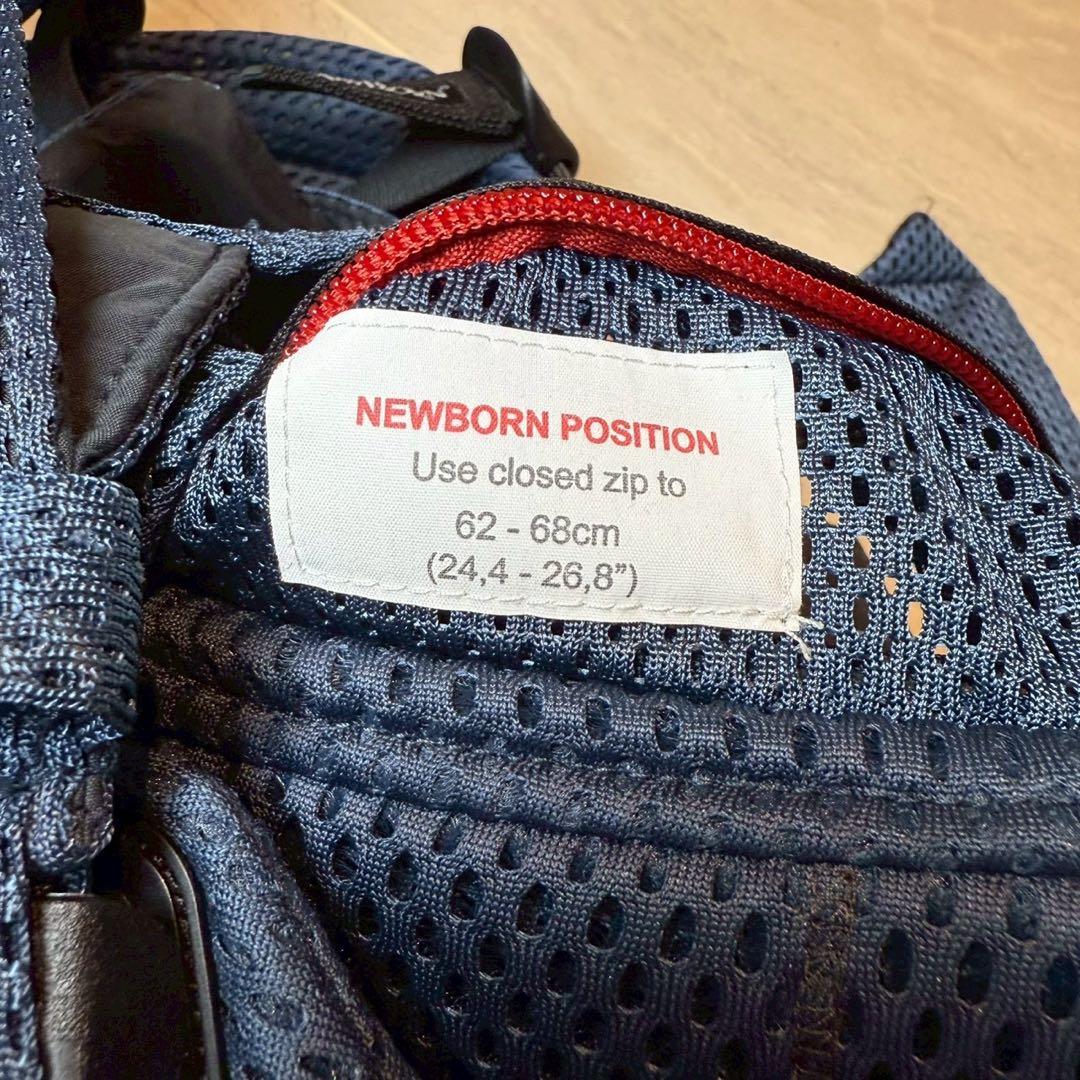 NEWBORN POSITION
Use closed zip to
62 - 68cm
(24,4 - 26,8")